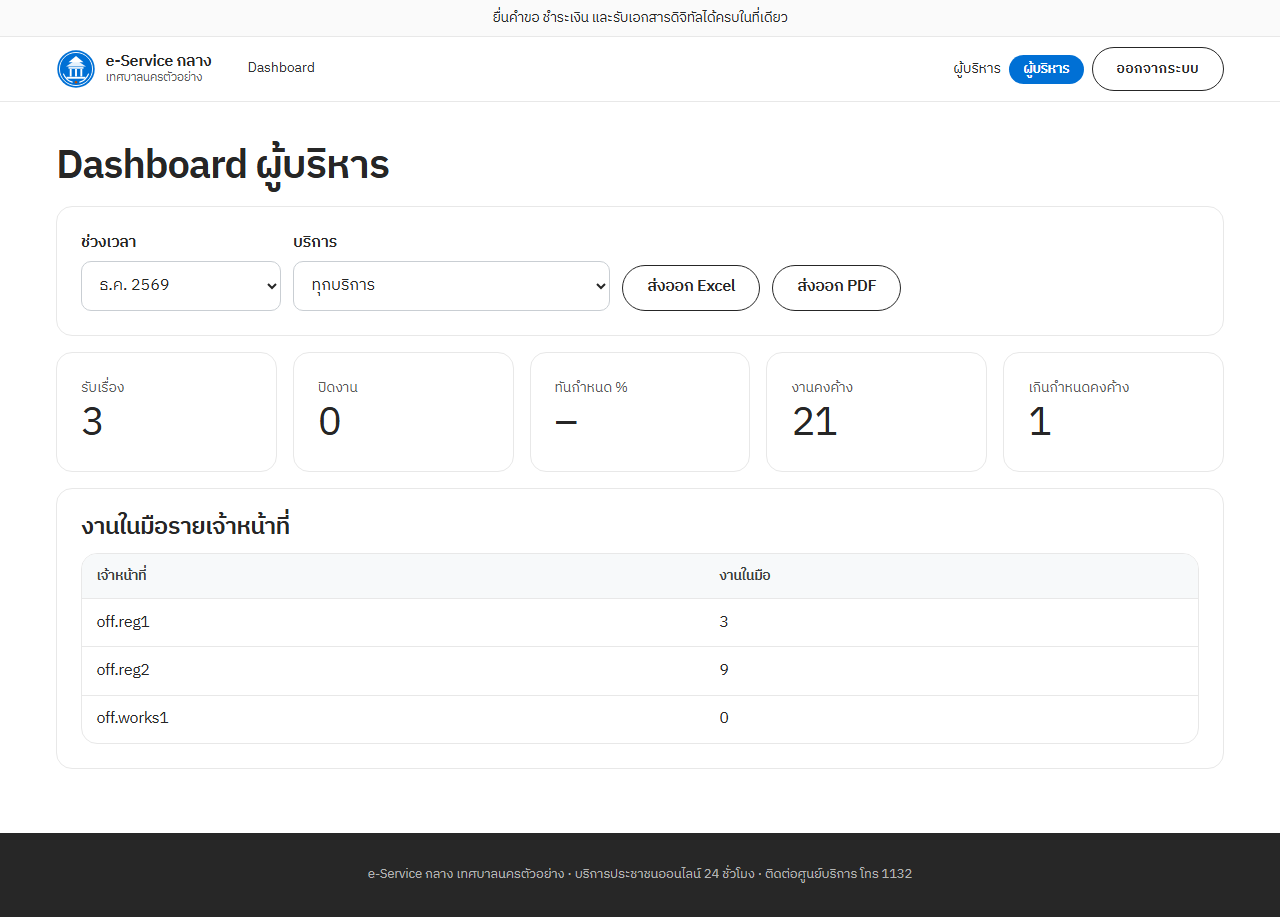 ยื่นคำขอ ชำระเงิน และรับเอกสารดิจิทัลได้ครบในที่เดียว
e-Service กลาง
เทศบาลนครตัวอย่าง
Dashboard
ผู้บริหาร
ผู้บริหาร
ออกจากระบบ
Dashboard ผู้บริหาร
ช่วงเวลา
บริการ
ธ.ค. 2569
ทุกบริการ
ส่งออก Excel
ส่งออก PDF
รับเรื่อง
3
ปิดงาน
0
ทันกำหนด %
–
งานคงค้าง
21
เกินกำหนดคงค้าง
1
งานในมือรายเจ้าหน้าที่
เจ้าหน้าที่ งานในมือ
off.reg1 3
off.reg2 9
off.works1 0
e-Service กลาง เทศบาลนครตัวอย่าง · บริการประชาชนออนไลน์ 24 ชั่วโมง · ติดต่อศูนย์บริการ โทร 1132